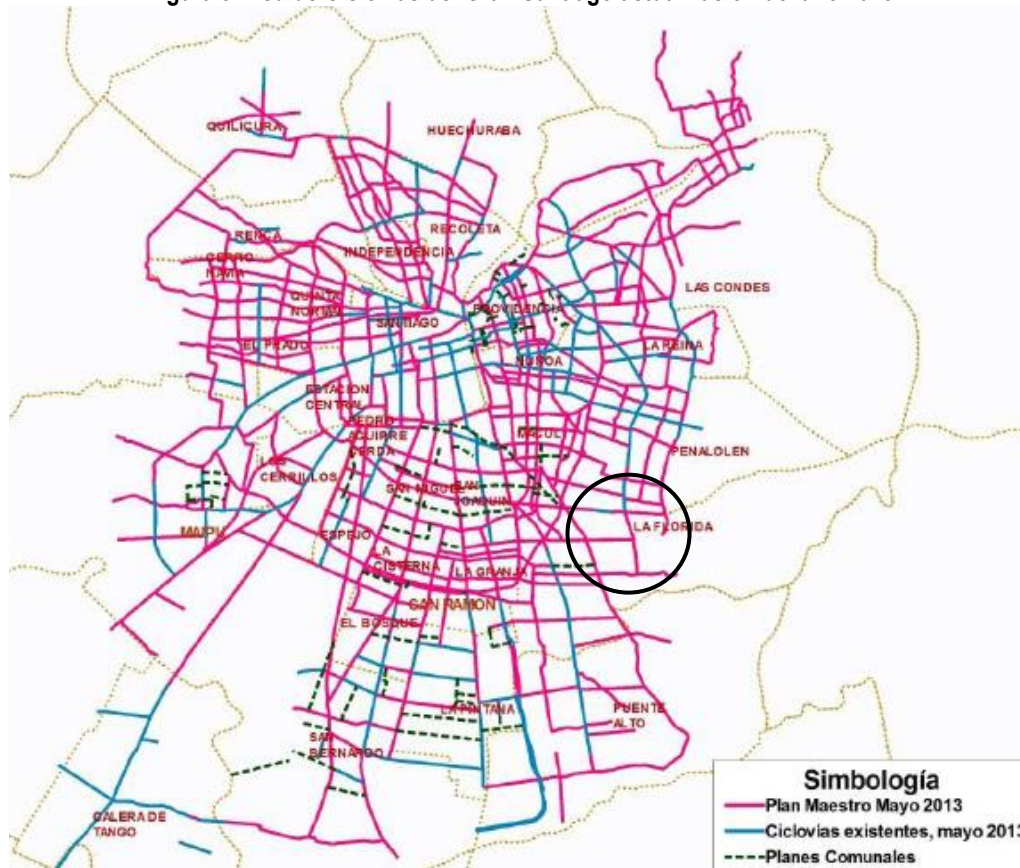 QUILICURA
HUECHURABA
RECOLETA
RENCA
INDEPENDENCIA
CERRO
NAVIA
LAS CONDES
QUINTA
NORMAL
PROVIDENCIA
SANTIAGO
EL PRADO
LA REINA
ÑUÑOA
ESTACION
CENTRAL
PEDRO
AGUIRRE
CERDA
MACUL
PENALOLEN
LOS
CERRILLOS
SAN MIGUEL
SAN
JOAQUIN
MAIPU
LA FLORIDA
ESPEJO
LA
CISTERNA
LA GRANJA
SAN RAMON
EL BOSQUE
LA PINTANA
PUENTE
ALTO
SAN
BERNARDO
CALERA DE
TANGO
Simbología
Plan Maestro Mayo 2013
Ciclovías existentes, mayo 2013
Planes Comunales